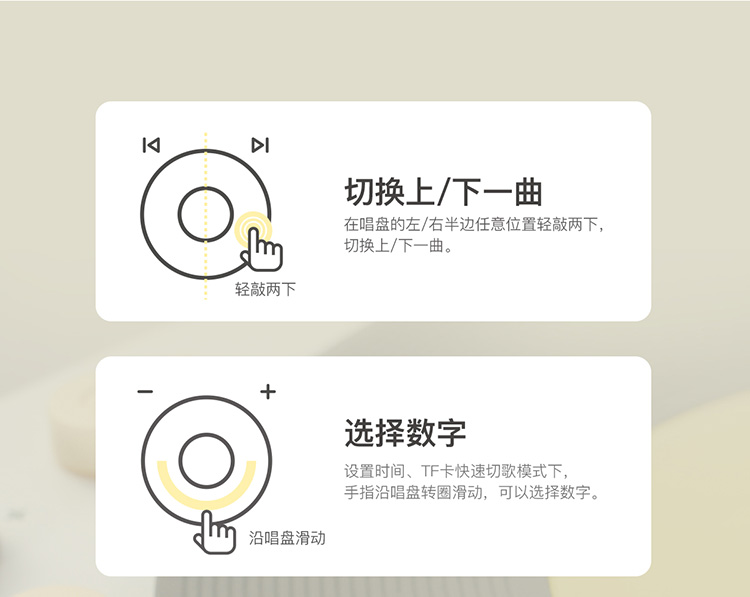 切换上/下一曲
在唱盘的左/右半边任意位置轻敲两下，
切换上/下一曲。
轻敲两下
选择数字
设置时间、TF卡快速切歌模式下，
手指沿唱盘转圈滑动，可以选择数字。
沿唱盘滑动